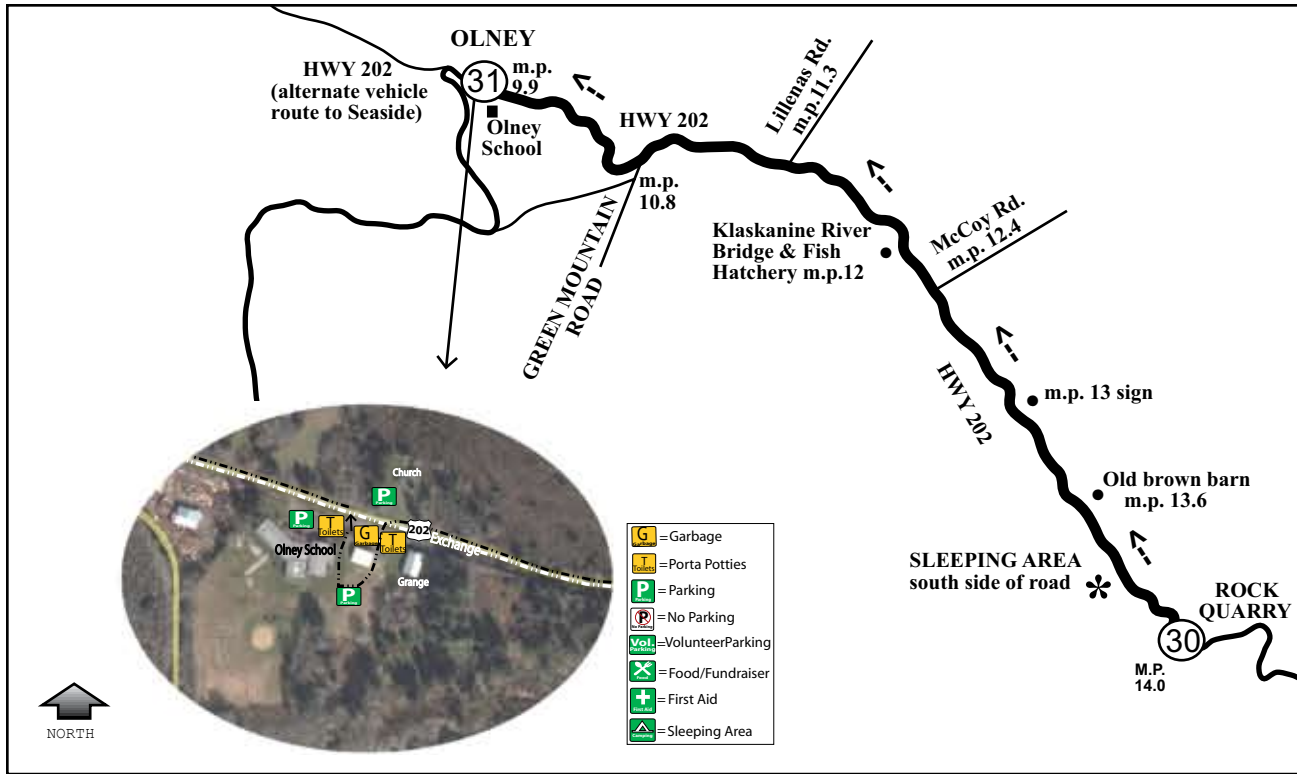 OLNEY
31
m.p.
9.9
HWY 202
(alternate vehicle
route to Seaside)
Olney
School
HWY 202
Lillenas Rd.
m.p.11.3
m.p.
10.8
GREEN MOUNTAIN
ROAD
Klaskanine River
Bridge & Fish
Hatchery m.p.12
McCoy Rd.
m.p. 12.4
HWY 202
m.p. 13 sign
Old brown barn
m.p. 13.6
SLEEPING AREA
south side of road
ROCK
QUARRY
30
M.P.
14.0
Church
P
Parking
P
Parking
T
Toilets
G
Garbage
T
Toilets
202
Exchange
Olney School
Grange
P
Parking
G
Garbage
=Garbage
T
Toilets
=Porta Potties
P
Parking
= Parking
P
No Parking
= No Parking
Vol.
Parking
=VolunteerParking
Food
=Food/Fundraiser
First Aid
= First Aid
Camping
=Sleeping Area
NORTH